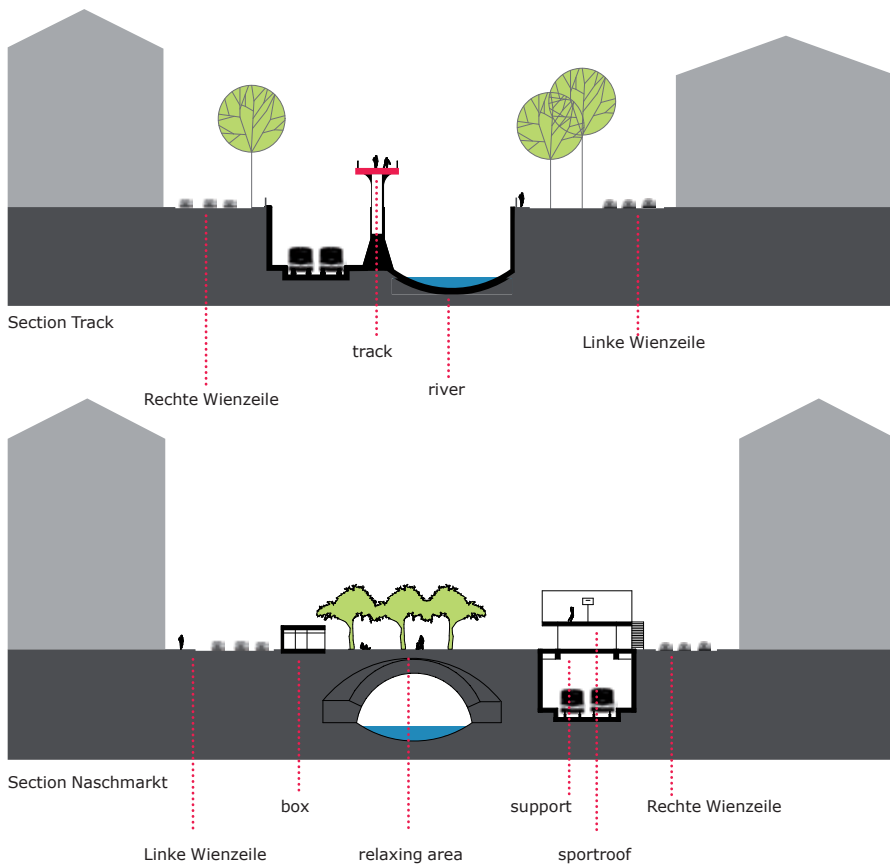 Section Track
track
Linke Wienzeile
river
Rechte Wienzeile
Section Naschmarkt
box
support
Rechte Wienzeile
Linke Wienzeile
relaxing area
sportroof